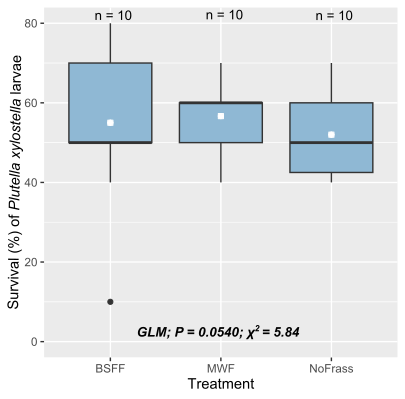 n = 10 n = 10 n = 10
80
60
40
20
0
Survival (%) of Plutella xylostella larvae
GLM; P = 0.0540; χ² = 5.84
BSFF MWF NoFrass
Treatment